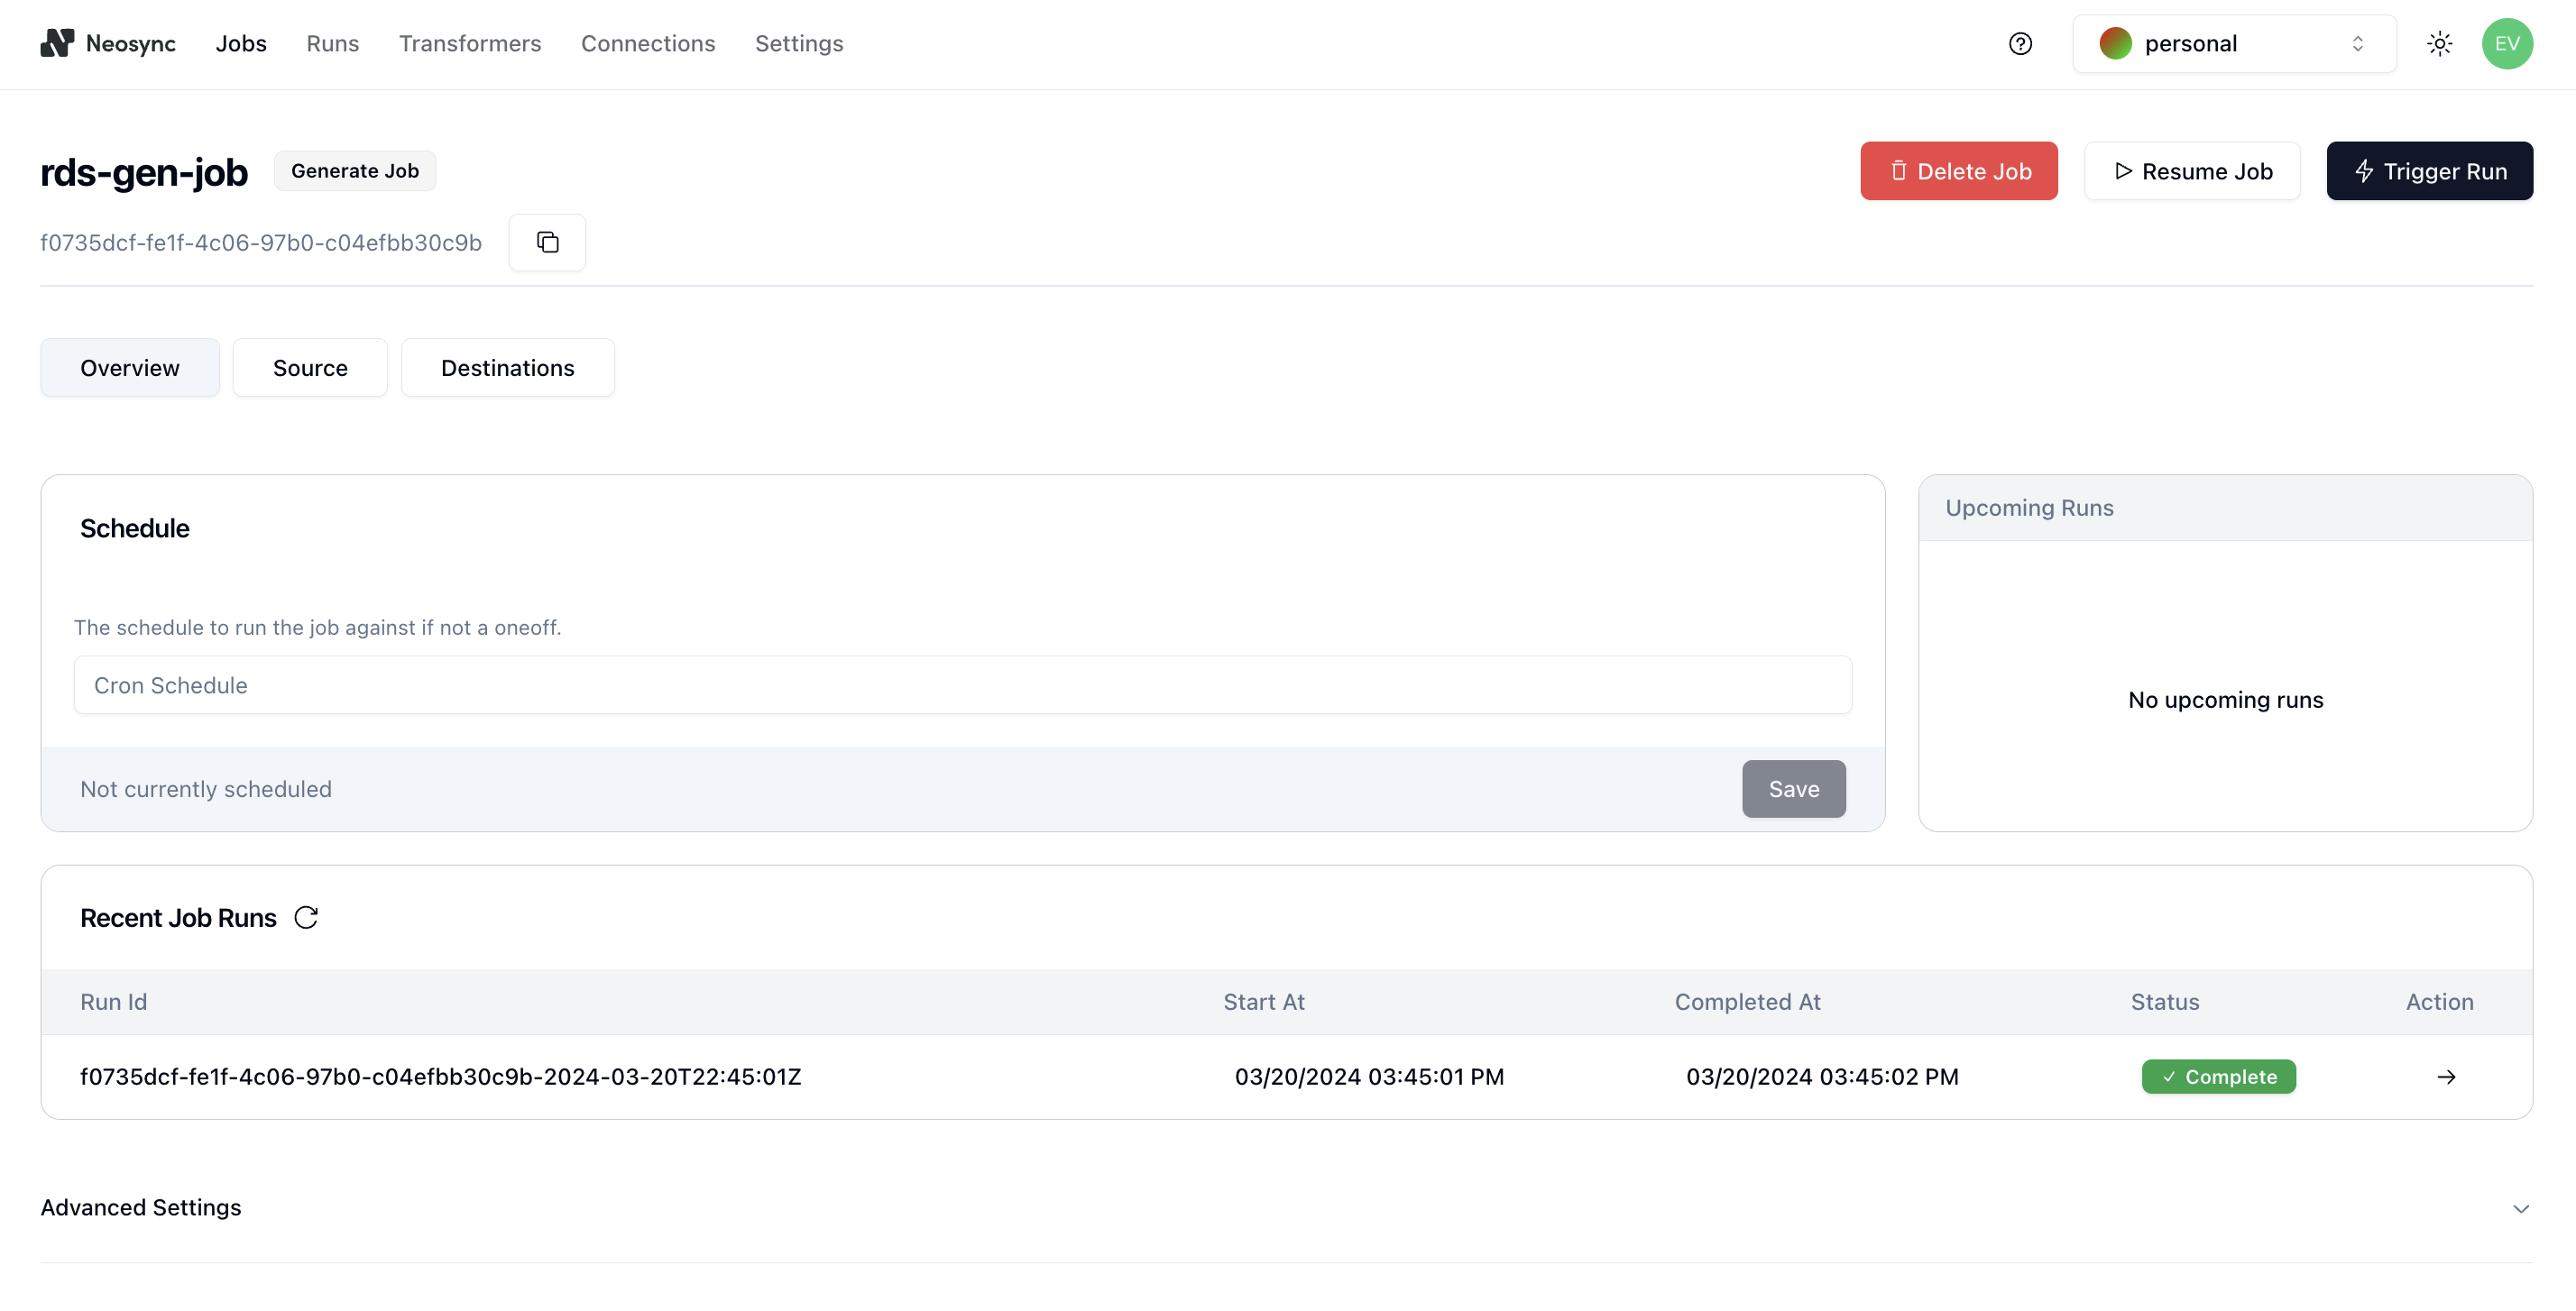 Neosync Jobs Runs Transformers Connections Settings personal EV
rds-gen-job Generate Job Delete Job Resume Job Trigger Run
f0735dcf-fe1f-4c06-97b0-c04efbb30c9b
Overview Source Destinations
Schedule
The schedule to run the job against if not a oneoff.
Cron Schedule
Not currently scheduled Save
Upcoming Runs
No upcoming runs
Recent Job Runs
Run Id Start At Completed At Status Action
f0735dcf-fe1f-4c06-97b0-c04efbb30c9b-2024-03-20T22:45:01Z 03/20/2024 03:45:01 PM 03/20/2024 03:45:02 PM Complete
Advanced Settings